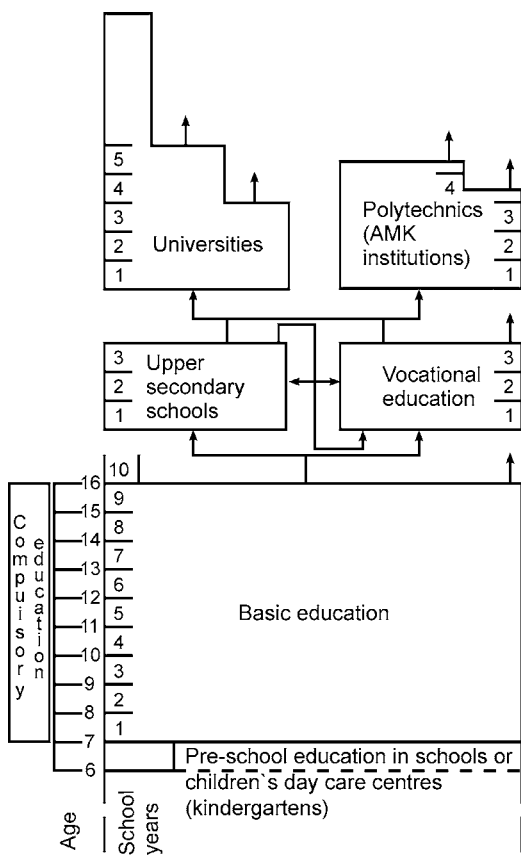 5
4
3
2
1
Universities
4
3
2
1
Polytechnics
(AMK
institutions)
3
2
1
Upper
secondary
schools
Vocational
education
3
2
1
10
16
9
15
8
14
7
13
6
12
5
11
4
10
3
9
2
8
1
7
6
Compuisory
education
Basic education
Pre-school education in schools or
children`s day care centres
(kindergartens)
Age
School
years